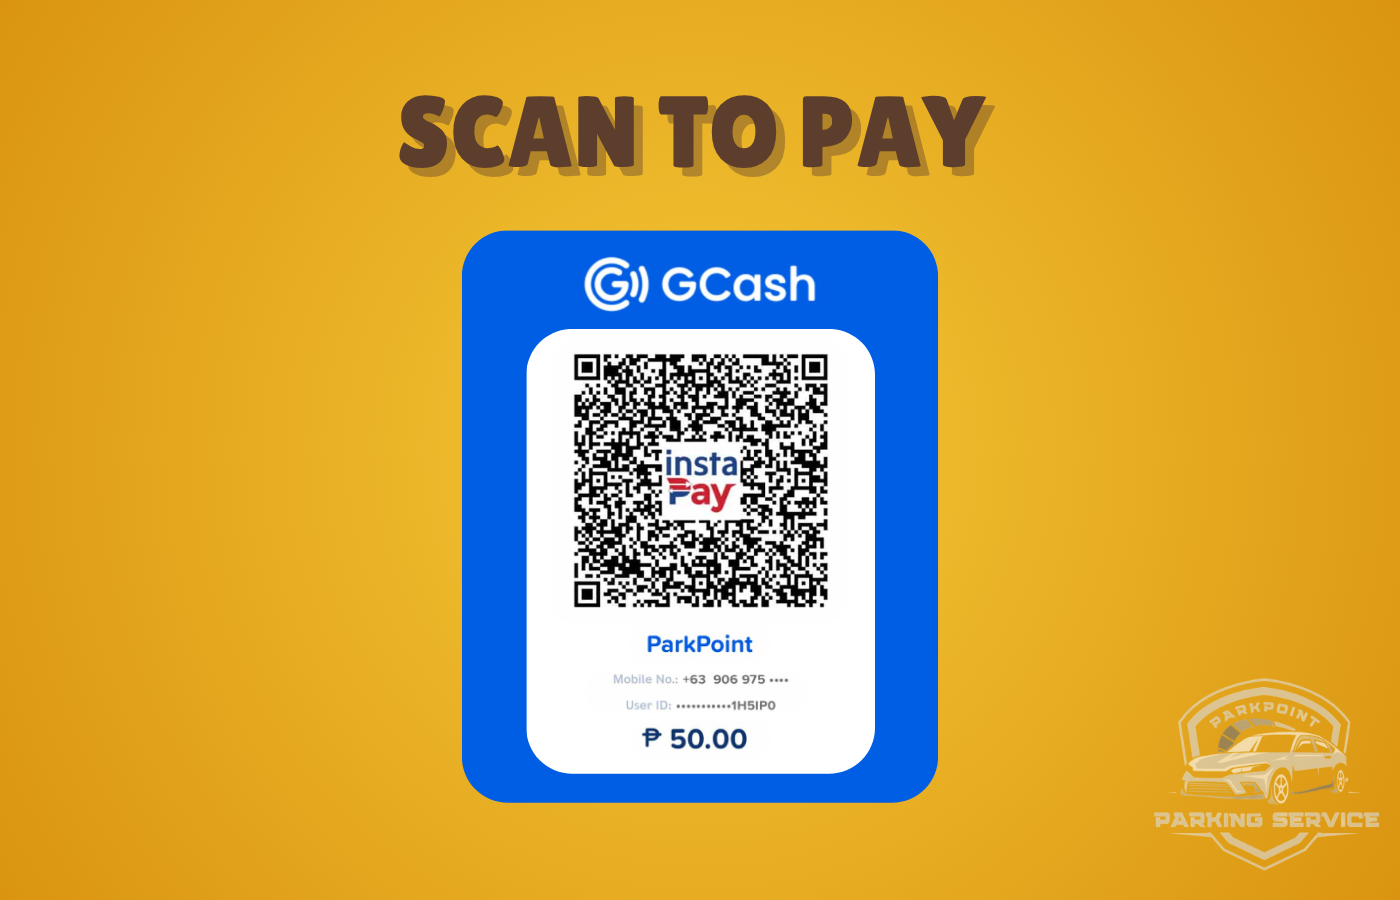 SCAN TO PAY
GCash
insta
Pay
ParkPoint
Mobile No.: +63 906 975 ••••
User ID: •••••••••••1H5IP0
₱ 50.00
PARKPOINT
PARKING SERVICE